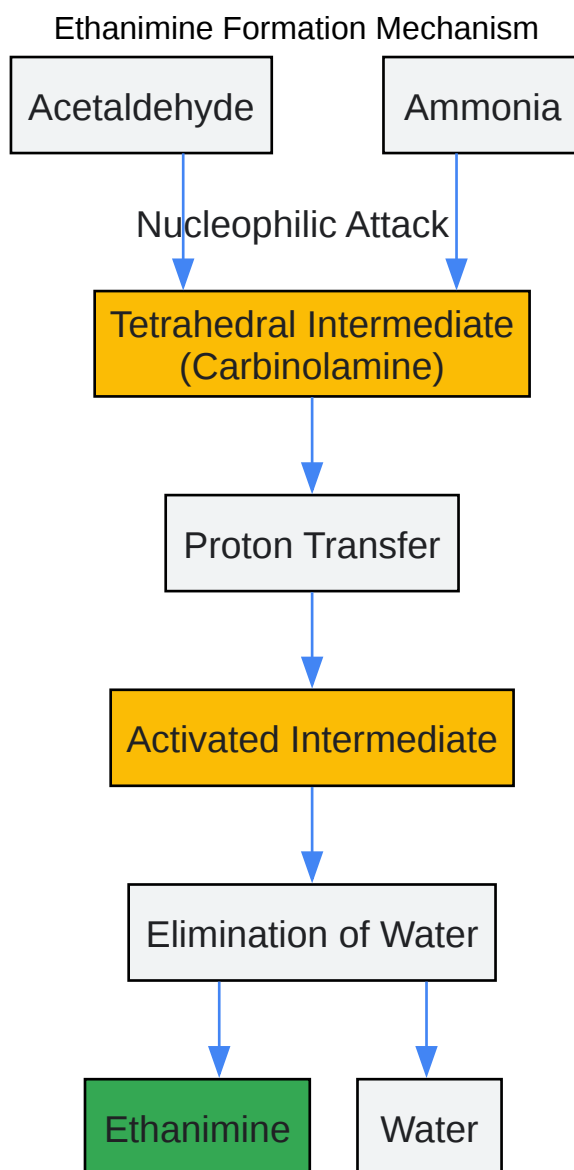 Ethanimine Formation Mechanism
Acetaldehyde
Ammonia
Nucleophilic Attack
Tetrahedral Intermediate
(Carbinolamine)
Proton Transfer
Activated Intermediate
Elimination of Water
Ethanimine
Water